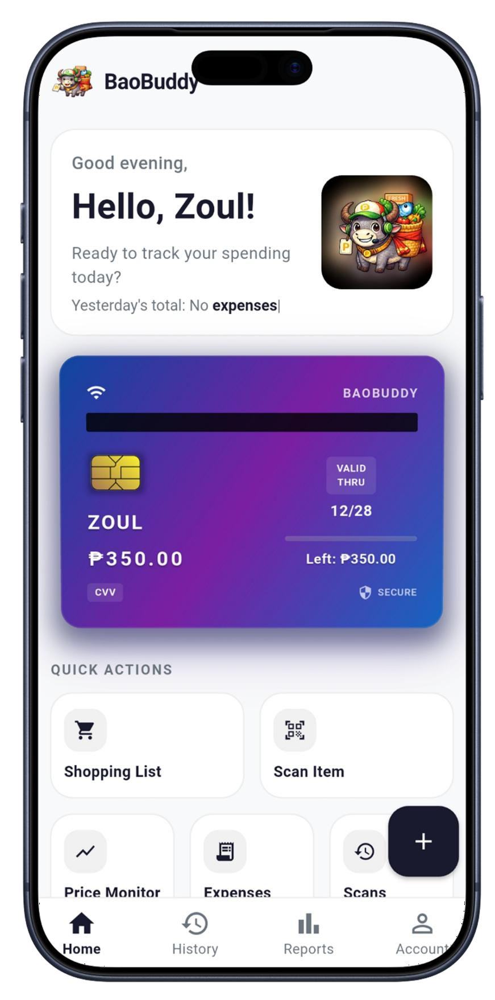 BaoBuddy
Good evening,
Hello, Zoul!
Ready to track your spending
today?
Yesterday's total: No expenses|
FRESH
P
P
BAOBUDDY
VALID
THRU
12/28
ZOUL
₱350.00
Left: ₱350.00
CVV
SECURE
QUICK ACTIONS
Shopping List
Scan Item
Price Monitor
Expenses
Scans
+
Home
History
Reports
Account